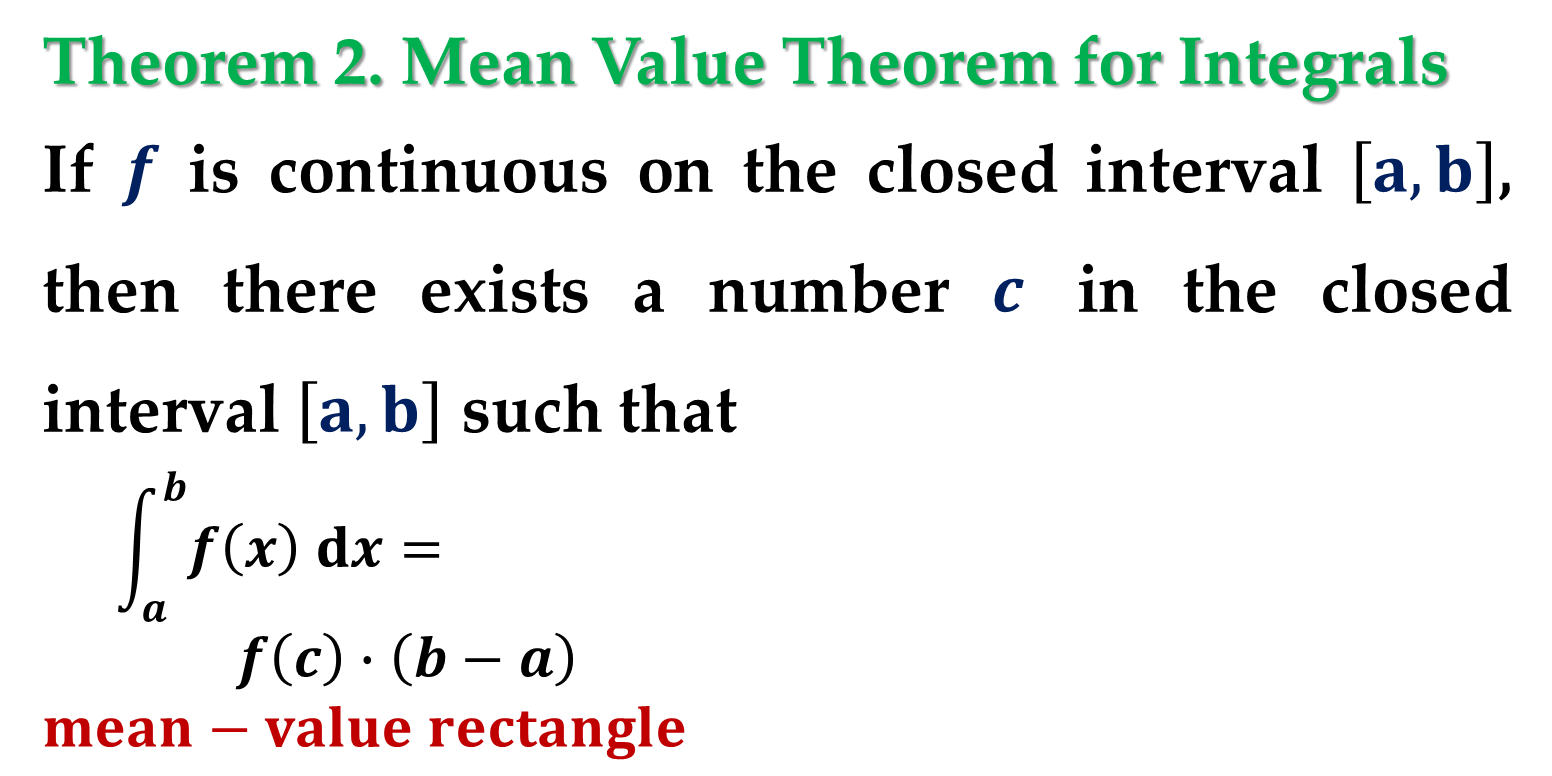 Theorem 2. Mean Value Theorem for Integrals
If f is continuous on the closed interval [a, b],
then there exists a number c in the closed
interval [a, b] such that
∫_a^b f(x) dx =
f(c) · (b − a)
mean − value rectangle